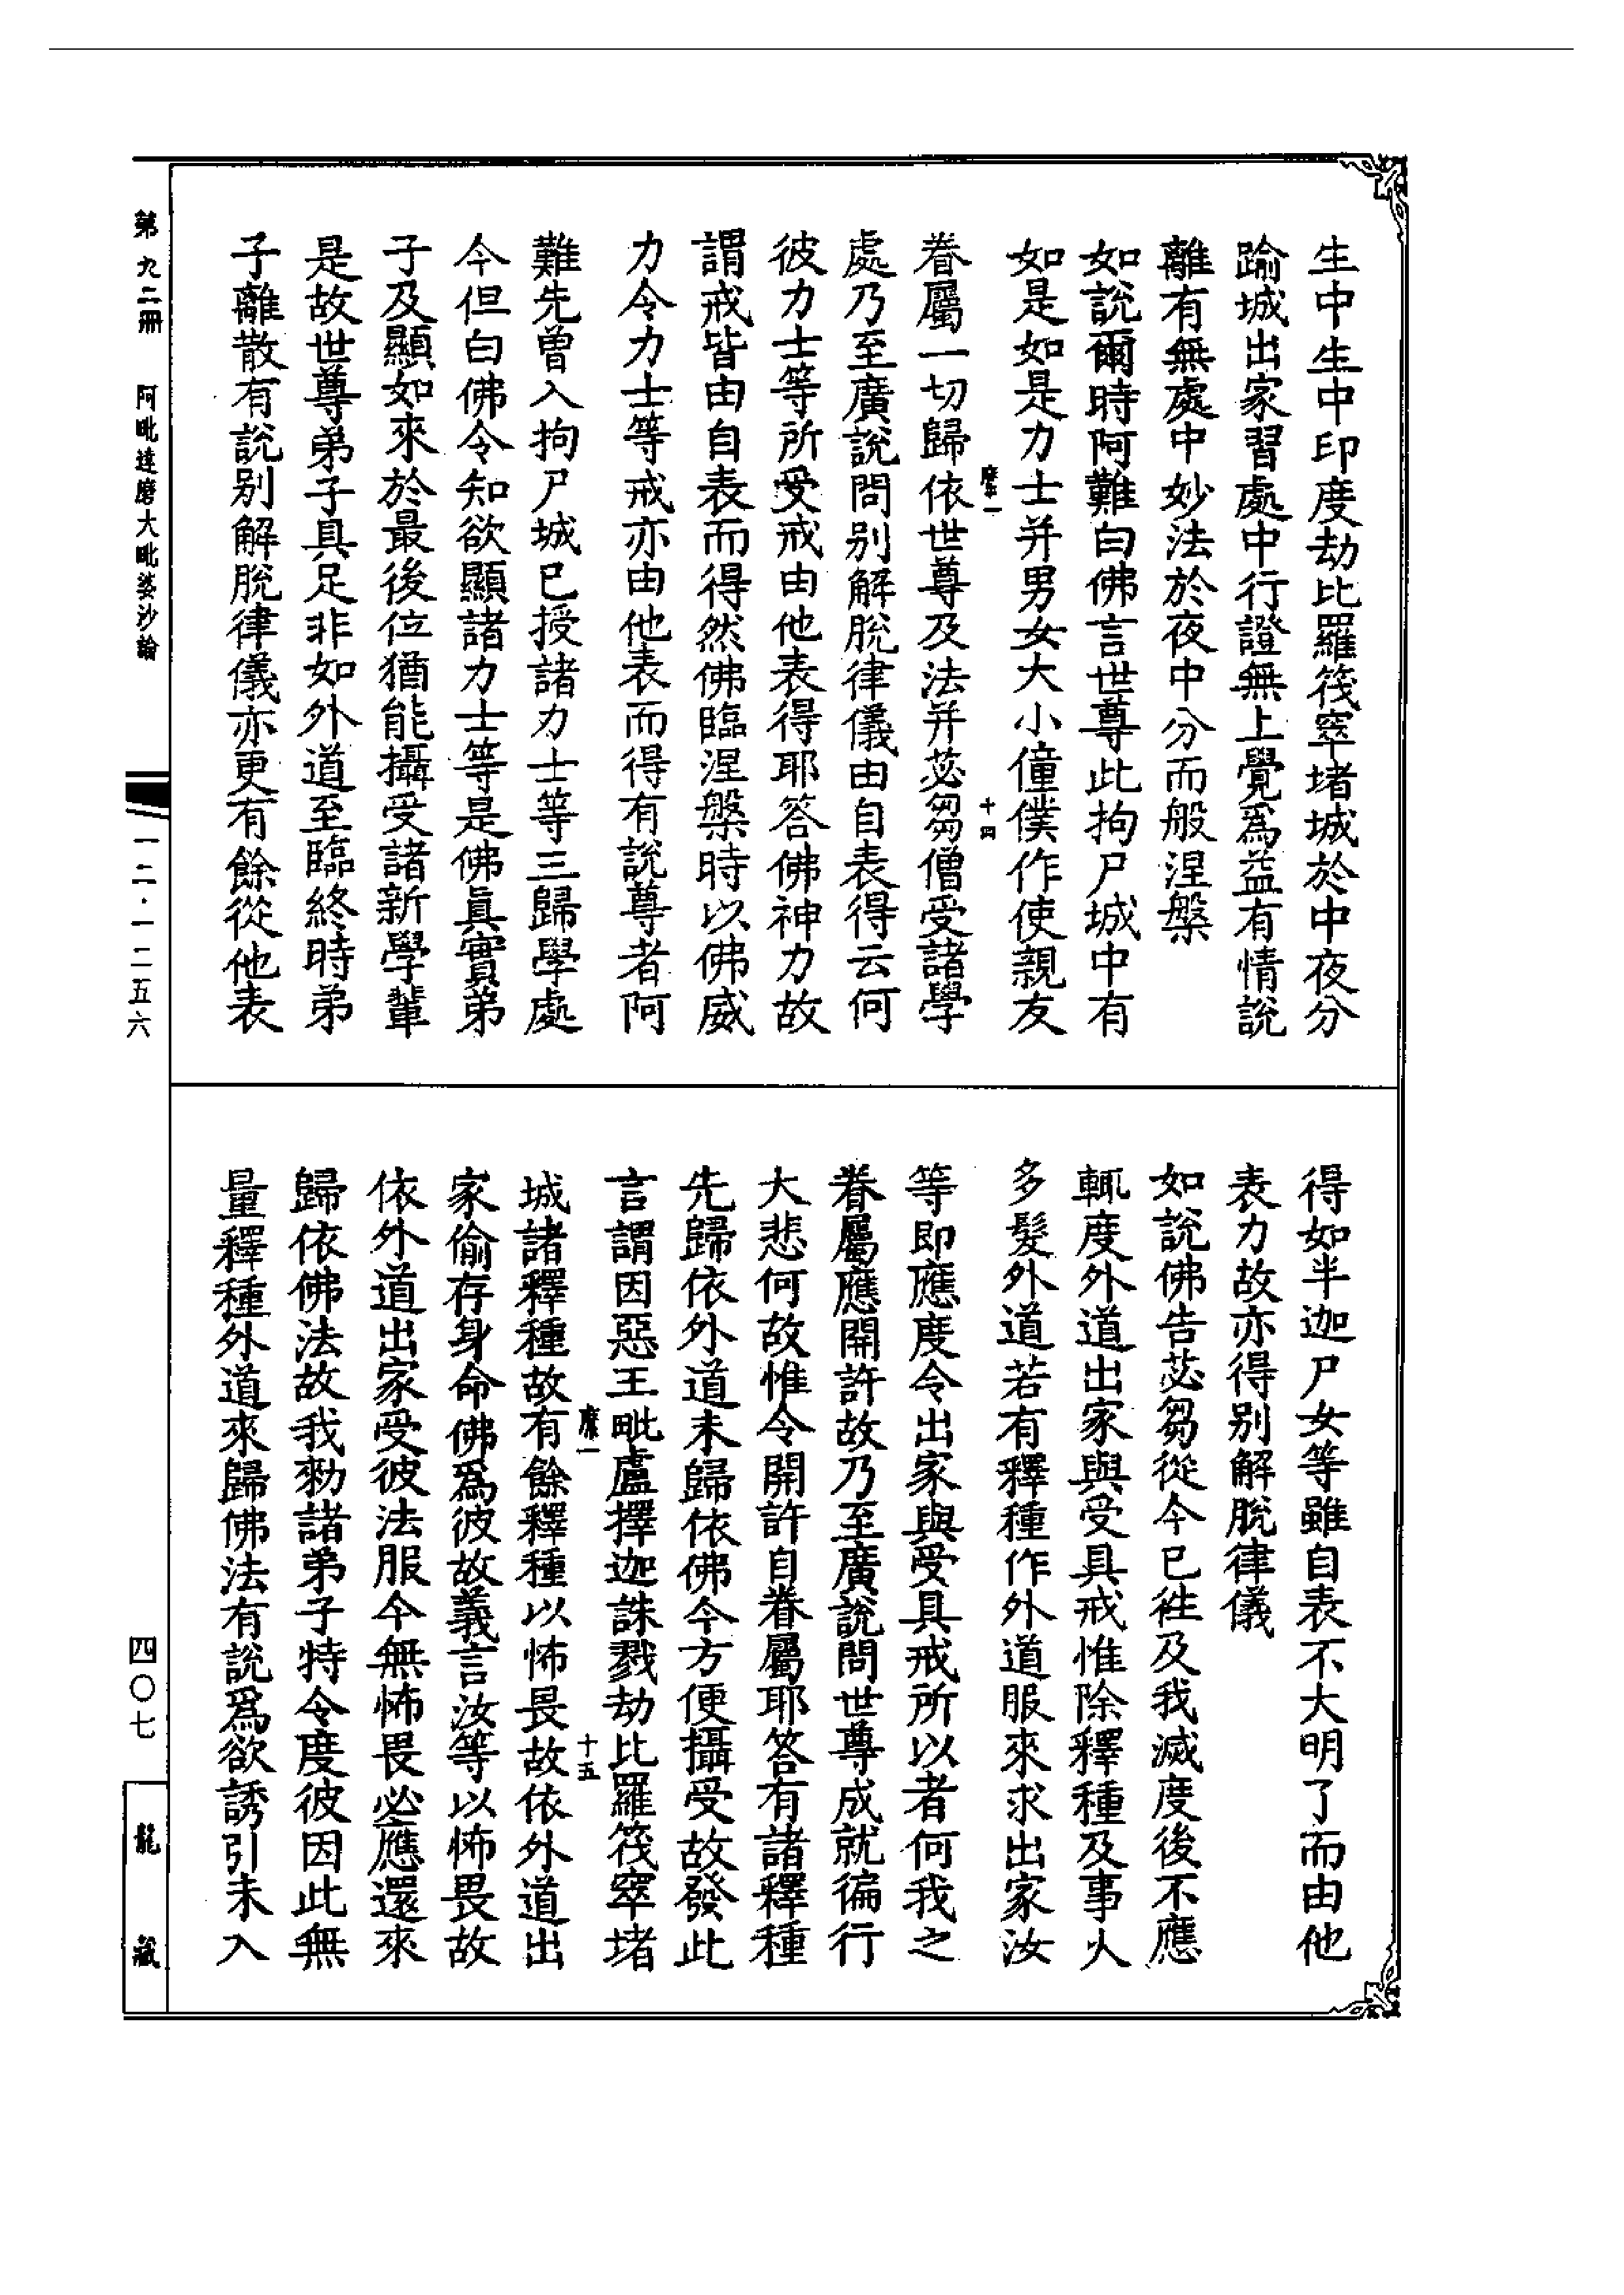 生中生中印度劫比羅筏窣堵城於中夜分
踰城出家習處中行證無上覺爲益有情說
離有無處中妙法於夜中分而般涅槃
如說爾時阿難白佛言世尊此拘尸城中有
如是如是力士并男女大小僮僕作使親友
眷屬一切歸依世尊及法并苾芻僧受諸學
處乃至廣說問别解脫律儀由自表得云何
彼力士等所受戒由他表得耶答佛神力故
謂戒皆由自表而得然佛臨涅槃時以佛威
力令力士等戒亦由他表而得有說尊者阿
難先曾入拘尸城已授諸力士等三歸學處
今但白佛令知欲顯諸力士等是佛眞實弟
子及顯如來於最後位猶能攝受諸新學輩
是故世尊弟子具足非如外道至臨終時弟
子離散有說别解脫律儀亦更有餘從他表
得如半迦尸女等雖自表不大明了而由他
表力故亦得别解脫律儀
如說佛告苾芻從今已徃及我滅度後不應
輒度外道出家與受具戒惟除釋種及事火
多髮外道若有釋種作外道服來求出家汝
等即應度令出家與受具戒所以者何我之
眷屬應開許故乃至廣說問世尊成就徧行
大悲何故惟令開許自眷屬耶答有諸釋種
先歸依外道未歸依佛今方便攝受故發此
言謂因惡王毗盧擇迦誅戮劫比羅筏窣堵
城諸釋種故有餘釋種以怖畏故依外道出
家偷存身命佛爲彼故義言汝等以怖畏故
依外道出家受彼法服今無怖畏必應還來
歸依佛法故我勑諸弟子特令度彼因此無
量釋種外道來歸佛法有說爲欲誘引未入
十四
十五
第九二冊　阿毗達磨大毗婆沙論
一二·一二五六
四〇七
龍藏